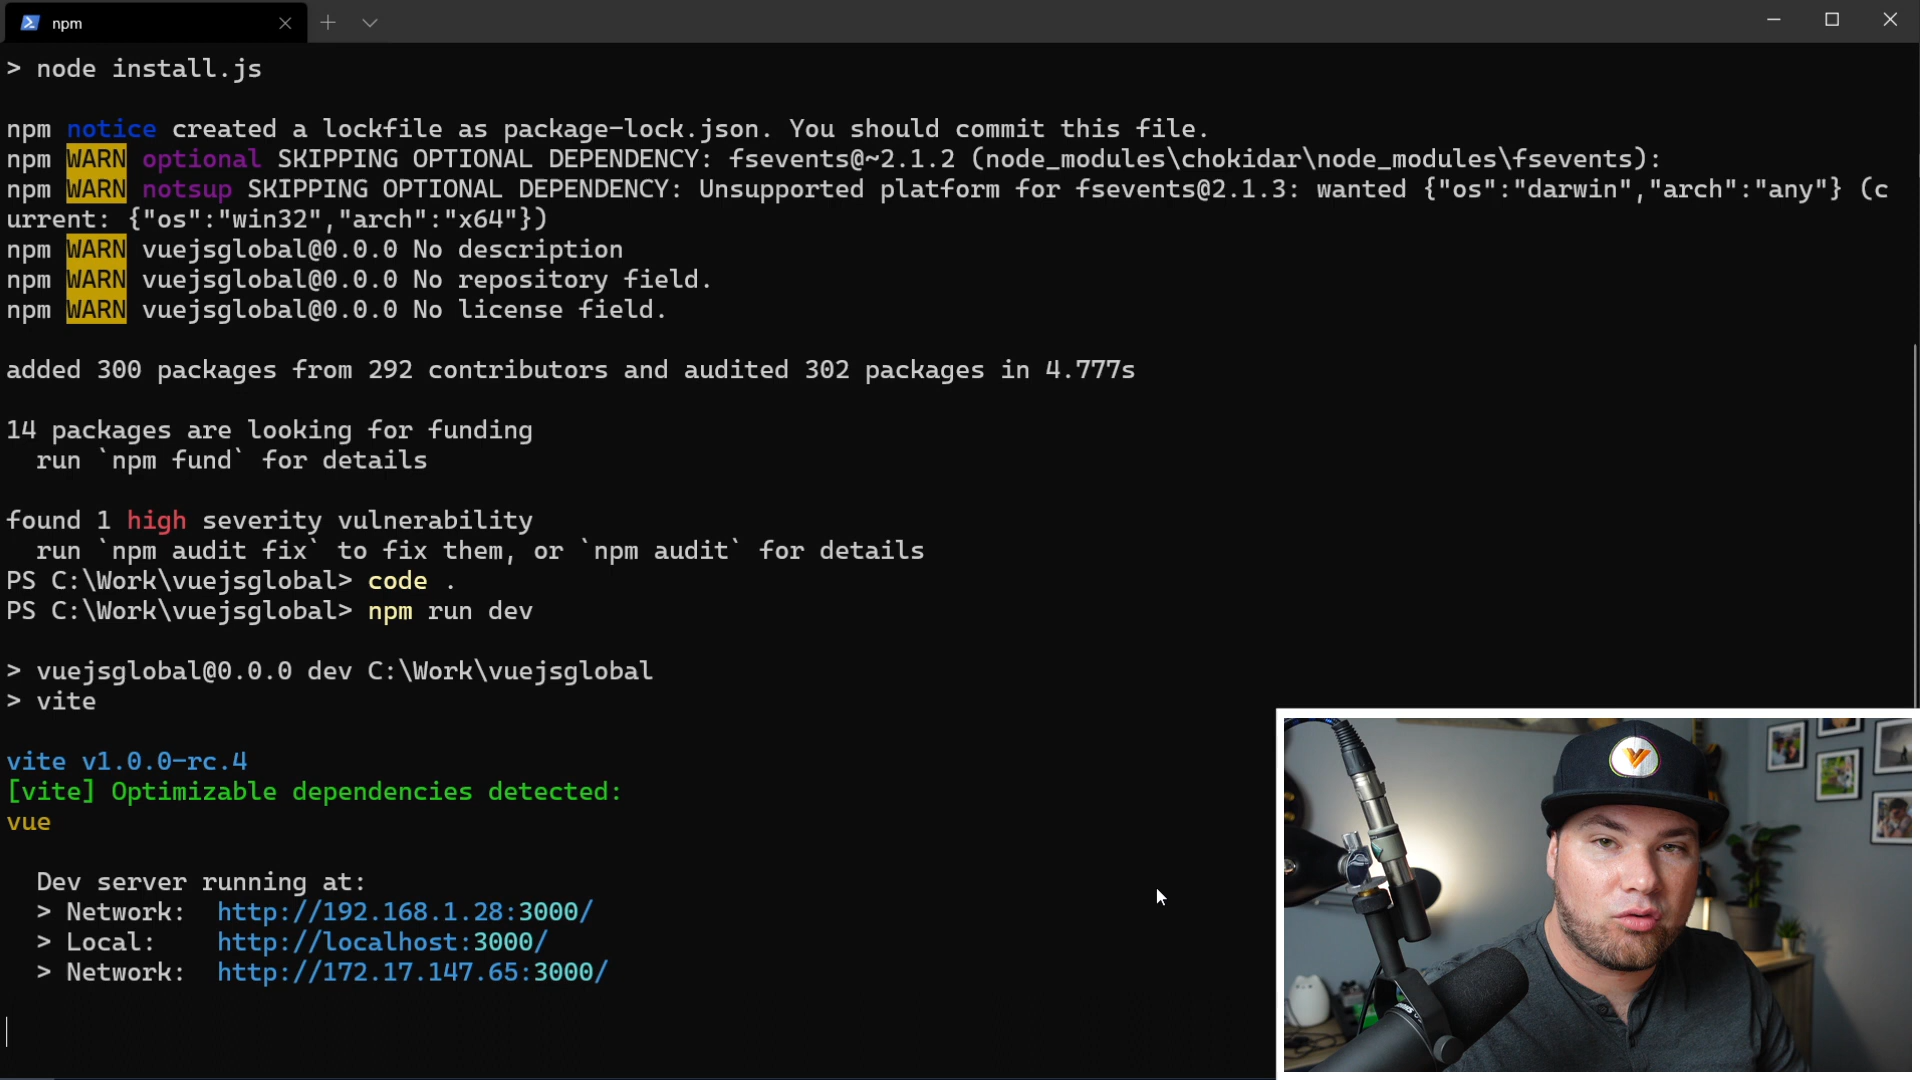 npm
> node install.js
npm notice created a lockfile as package-lock.json. You should commit this file.
npm WARN optional SKIPPING OPTIONAL DEPENDENCY: fsevents@~2.1.2 (node_modules\chokidar\node_modules\fsevents):
npm WARN notsup SKIPPING OPTIONAL DEPENDENCY: Unsupported platform for fsevents@2.1.3: wanted {"os":"darwin","arch":"any"} (c
urrent: {"os":"win32","arch":"x64"})
npm WARN vuejsglobal@0.0.0 No description
npm WARN vuejsglobal@0.0.0 No repository field.
npm WARN vuejsglobal@0.0.0 No license field.
added 300 packages from 292 contributors and audited 302 packages in 4.777s
14 packages are looking for funding
  run `npm fund` for details
found 1 high severity vulnerability
  run `npm audit fix` to fix them, or `npm audit` for details
PS C:\Work\vuejsglobal> code .
PS C:\Work\vuejsglobal> npm run dev
> vuejsglobal@0.0.0 dev C:\Work\vuejsglobal
> vite
vite v1.0.0-rc.4
[vite] Optimizable dependencies detected:
vue
  Dev server running at:
  > Network:  http://192.168.1.28:3000/
  > Local:    http://localhost:3000/
  > Network:  http://172.17.147.65:3000/